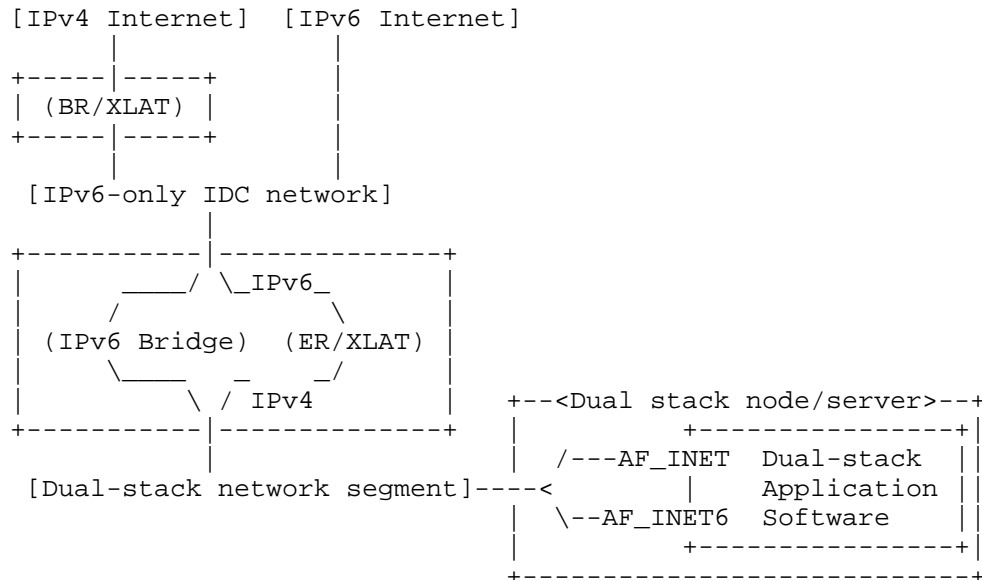 [IPv4 Internet]  [IPv6 Internet]
(BR/XLAT)
[IPv6-only IDC network]
IPv6
(IPv6 Bridge)  (ER/XLAT)
IPv4
<Dual stack node/server>
AF_INET  Dual-stack
[Dual-stack network segment]  Application
AF_INET6  Software